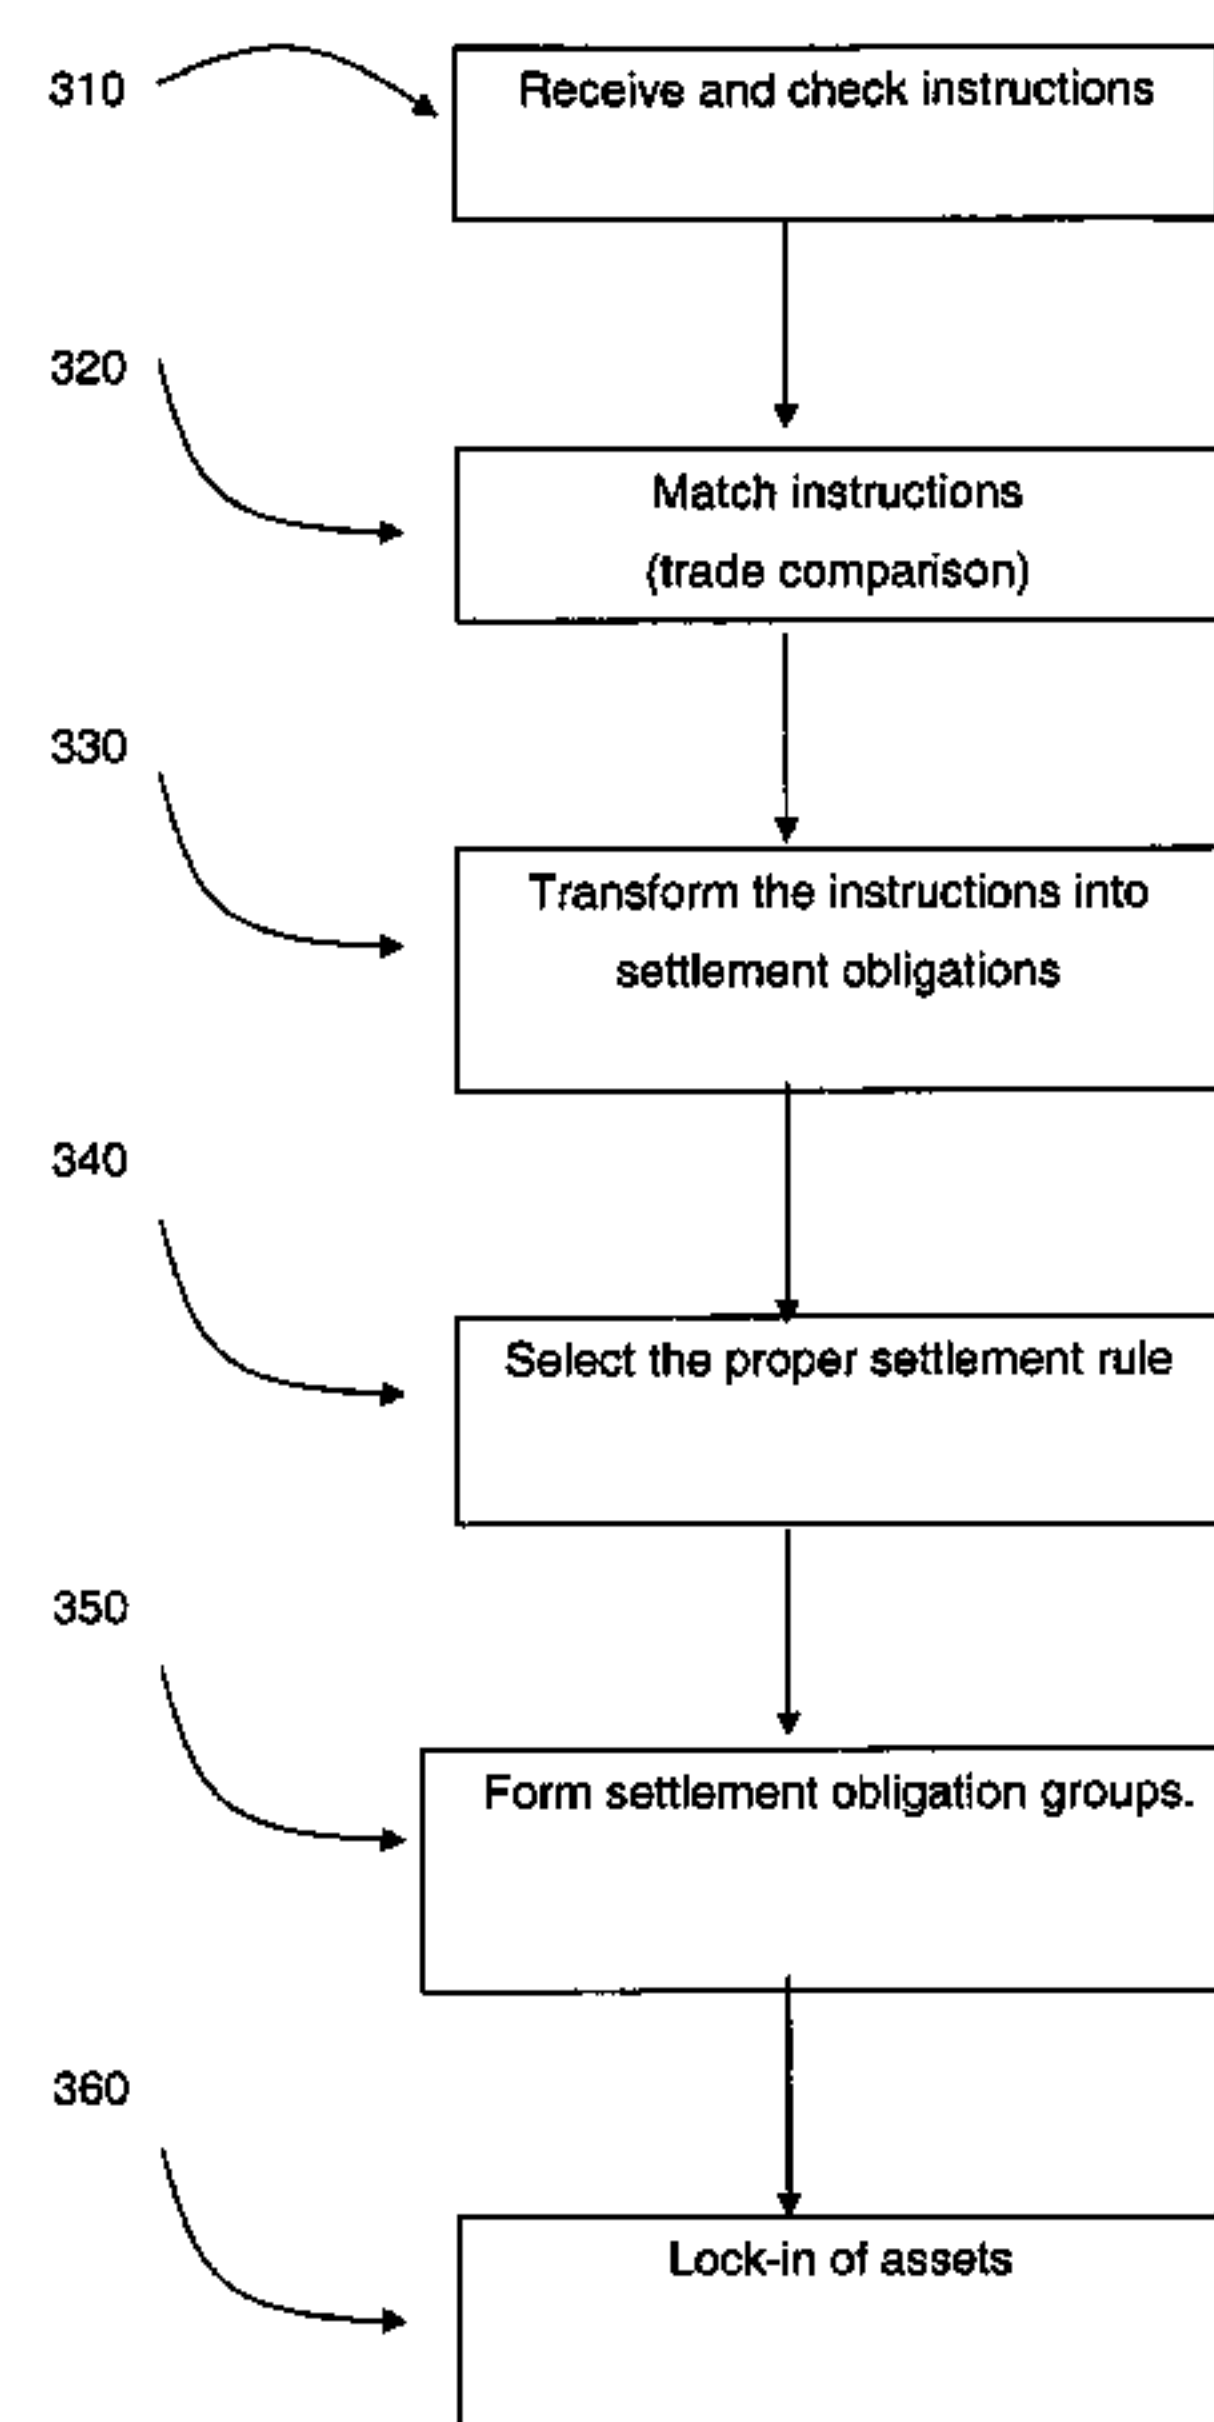 310
Receive and check instructions
320
Match instructions
(trade comparison)
330
Transform the instructions into
settlement obligations
340
Select the proper settlement rule
350
Form settlement obligation groups.
360
Lock-in of assets